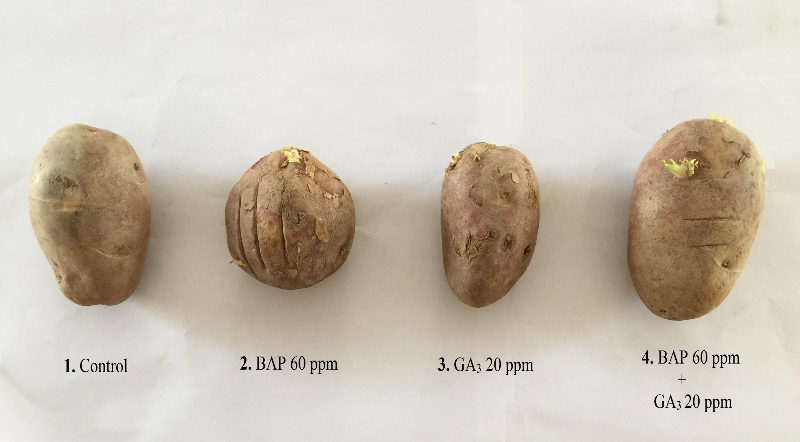 1. Control
2. BAP 60 ppm
3. GA₃ 20 ppm
4. BAP 60 ppm
+
GA₃ 20 ppm